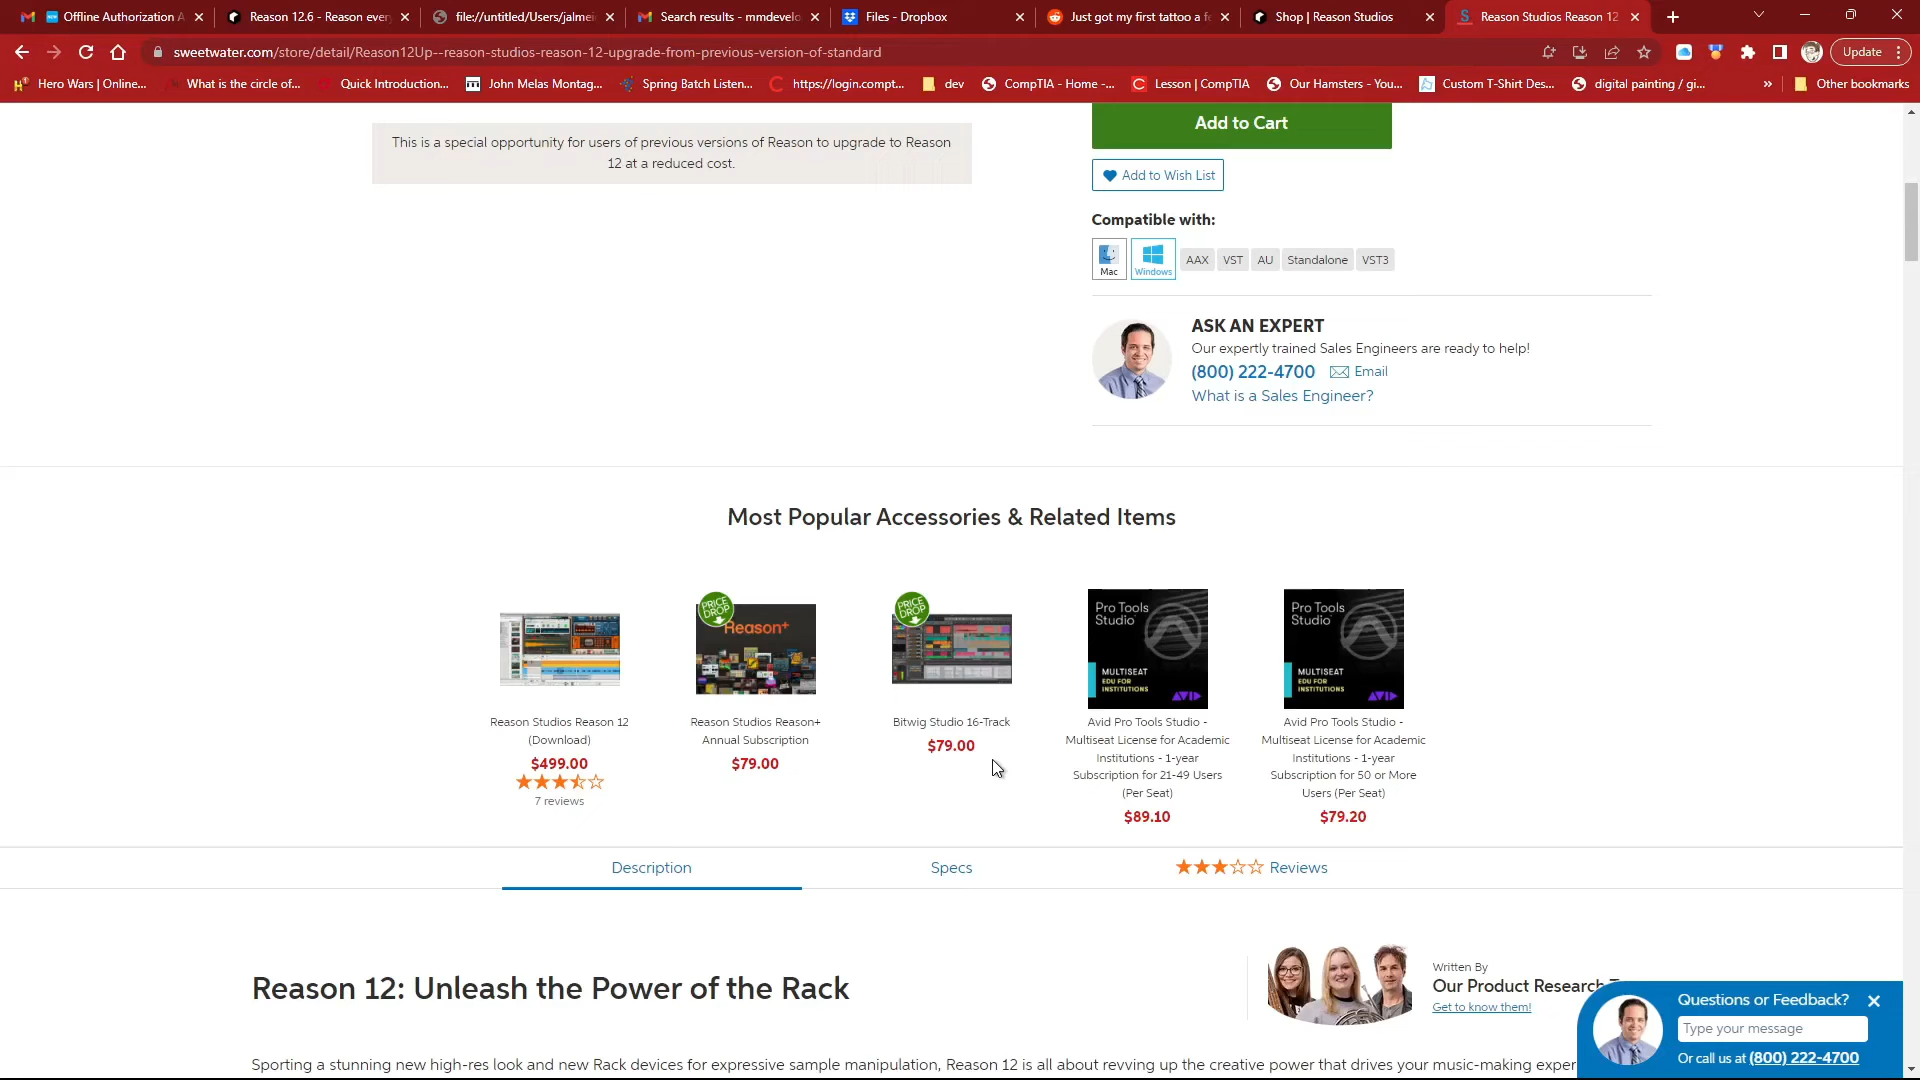 Offline Authorization A
Reason 12.6 - Reason every
file://untitled/Users/jalmei
Search results - mmdevelo
Files - Dropbox
Just got my first tattoo a fe
Shop | Reason Studios
Reason Studios Reason 12
sweetwater.com/store/detail/Reason12Up--reason-studios-reason-12-upgrade-from-previous-version-of-standard
Update
Hero Wars | Online...
What is the circle of...
Quick Introduction...
John Melas Montag...
Spring Batch Listen...
https://login.compt...
dev
CompTIA - Home -...
Lesson | CompTIA
Our Hamsters - You...
Custom T-Shirt Des...
digital painting / gi...
»
Other bookmarks
This is a special opportunity for users of previous versions of Reason to upgrade to Reason
12 at a reduced cost.
Add to Cart
Add to Wish List
Compatible with:
Mac
Windows
AAX
VST
AU
Standalone
VST3
ASK AN EXPERT
Our expertly trained Sales Engineers are ready to help!
(800) 222-4700
Email
What is a Sales Engineer?
Most Popular Accessories & Related Items
PRICE
DROP
Reason+
PRICE
DROP
Pro Tools
Studio
MULTISEAT
EDU FOR
INSTITUTIONS
AVID
Pro Tools
Studio
MULTISEAT
EDU FOR
INSTITUTIONS
AVID
Reason Studios Reason 12
(Download)
$499.00
7 reviews
Reason Studios Reason+
Annual Subscription
$79.00
Bitwig Studio 16-Track
$79.00
Avid Pro Tools Studio -
Multiseat License for Academic
Institutions - 1-year
Subscription for 21-49 Users
(Per Seat)
$89.10
Avid Pro Tools Studio -
Multiseat License for Academic
Institutions - 1-year
Subscription for 50 or More
Users (Per Seat)
$79.20
Description
Specs
Reviews
Reason 12: Unleash the Power of the Rack
Written By
Our Product Research T
Get to know them!
Sporting a stunning new high-res look and new Rack devices for expressive sample manipulation, Reason 12 is all about revving up the creative power that drives your music-making exper
Questions or Feedback?
Type your message
Or call us at (800) 222-4700